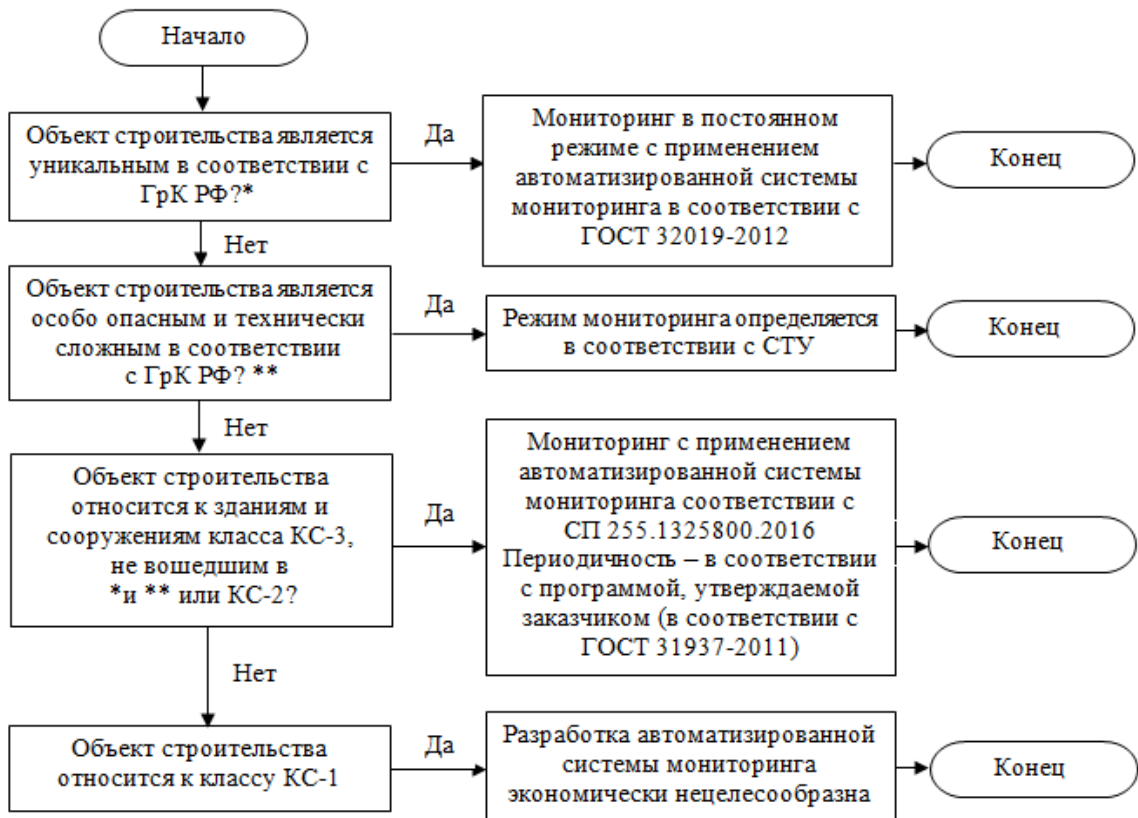 Начало
Объект строительства является
уникальным в соответствии с
ГрК РФ?*
Да
Мониторинг в постоянном
режиме с применением
автоматизированной системы
мониторинга в соответствии с
ГОСТ 32019-2012
Конец
Нет
Объект строительства является
особо опасным и технически
сложным в соответствии
с ГрК РФ? **
Да
Режим мониторинга определяется
в соответствии с СТУ
Конец
Нет
Объект строительства
относится к зданиям и
сооружениям класса КС-3,
не вошедшим в
*и ** или КС-2?
Да
Мониторинг с применением
автоматизированной системы
мониторинга соответствии с
СП 255.1325800.2016
Периодичность – в соответствии
с программой, утверждаемой
заказчиком (в соответствии с
ГОСТ 31937-2011)
Конец
Нет
Объект строительства
относится к классу КС-1
Да
Разработка автоматизированной
системы мониторинга
экономически нецелесообразна
Конец